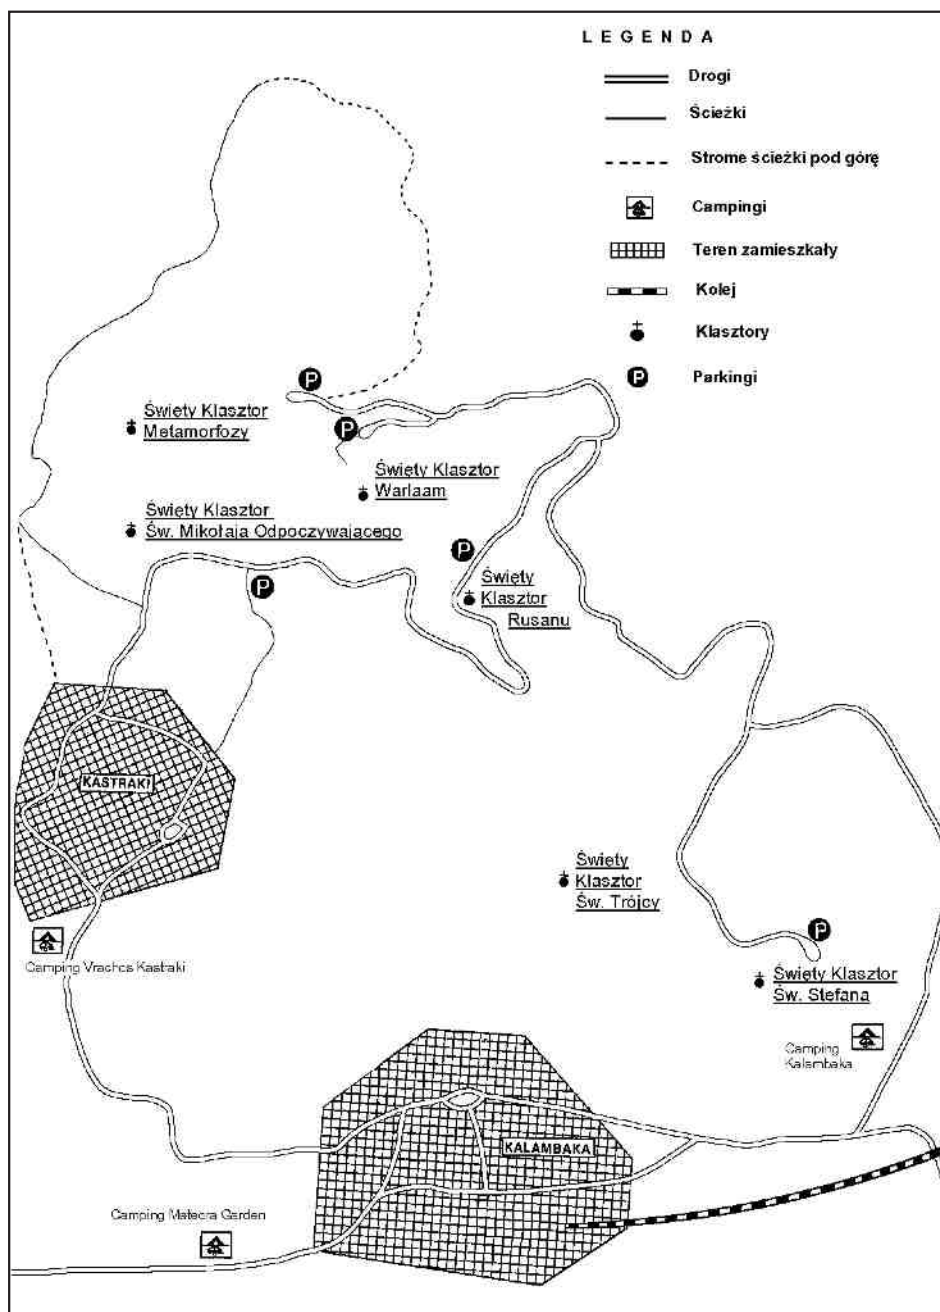 LEGENDA
Drogi
Ścieżki
Strome ścieżki pod górę
Campingi
Teren zamieszkały
Kolej
Klasztory
Parkingi
P
Święty Klasztor
Metamorfozy
P
Święty Klasztor
Warlaam
Święty Klasztor
Św. Mikołaja Odpoczywającego
P
Święty
Klasztor
Rusanu
P
KASTRAKI
Święty
Klasztor
Św. Trójcy
P
Camping Vrachos Kastraki
Święty Klasztor
Św. Stefana
Camping
Kalambaka
KALAMBAKA
Camping Meteora Garden
P